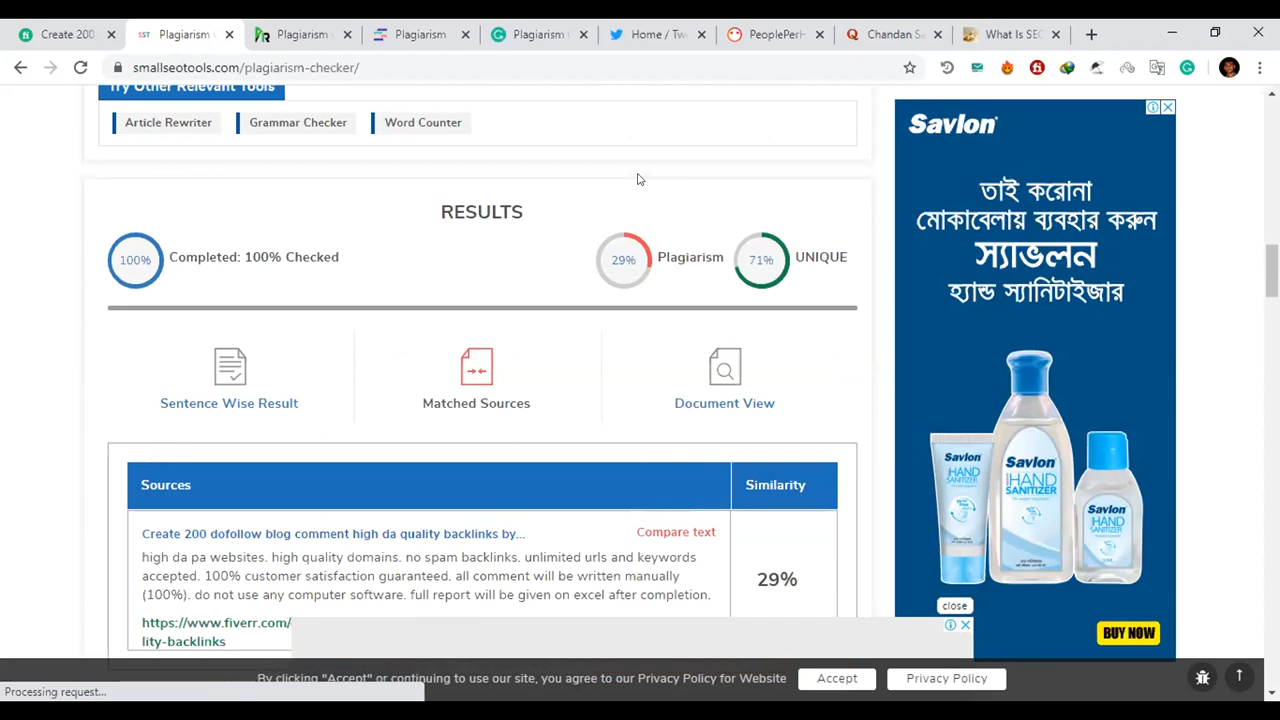 Create 200
SST
Plagiarism
Plagiarism
Plagiarism
Plagiarism
Home / Tw
PeoplePerH
Chandan Sa
What Is SEO
smallseotools.com/plagiarism-checker/
Try Other Relevant Tools
Article Rewriter
Grammar Checker
Word Counter
RESULTS
100%
Completed: 100% Checked
29%
Plagiarism
71%
UNIQUE
Sentence Wise Result
Matched Sources
Document View
Sources
Similarity
Create 200 dofollow blog comment high da quality backlinks by...
Compare text
high da pa websites. high quality domains. no spam backlinks. unlimited urls and keywords
accepted. 100% customer satisfaction guaranteed. all comment will be written manually
(100%). do not use any computer software. full report will be given on excel after completion.
29%
https://www.fiverr.com/
lity-backlinks
Savlon
তাই করোনা
মোকাবেলায় ব্যবহার করুন
স্যাভলন
হ্যান্ড স্যানিটাইজার
Savlon
HAND
SANITIZER
Savlon
HAND
SANITIZER
Savlon
HAND
SANITIZER
close
BUY NOW
By clicking "Accept" or continuing to use our site, you agree to our Privacy Policy for Website
Accept
Privacy Policy
Processing request...